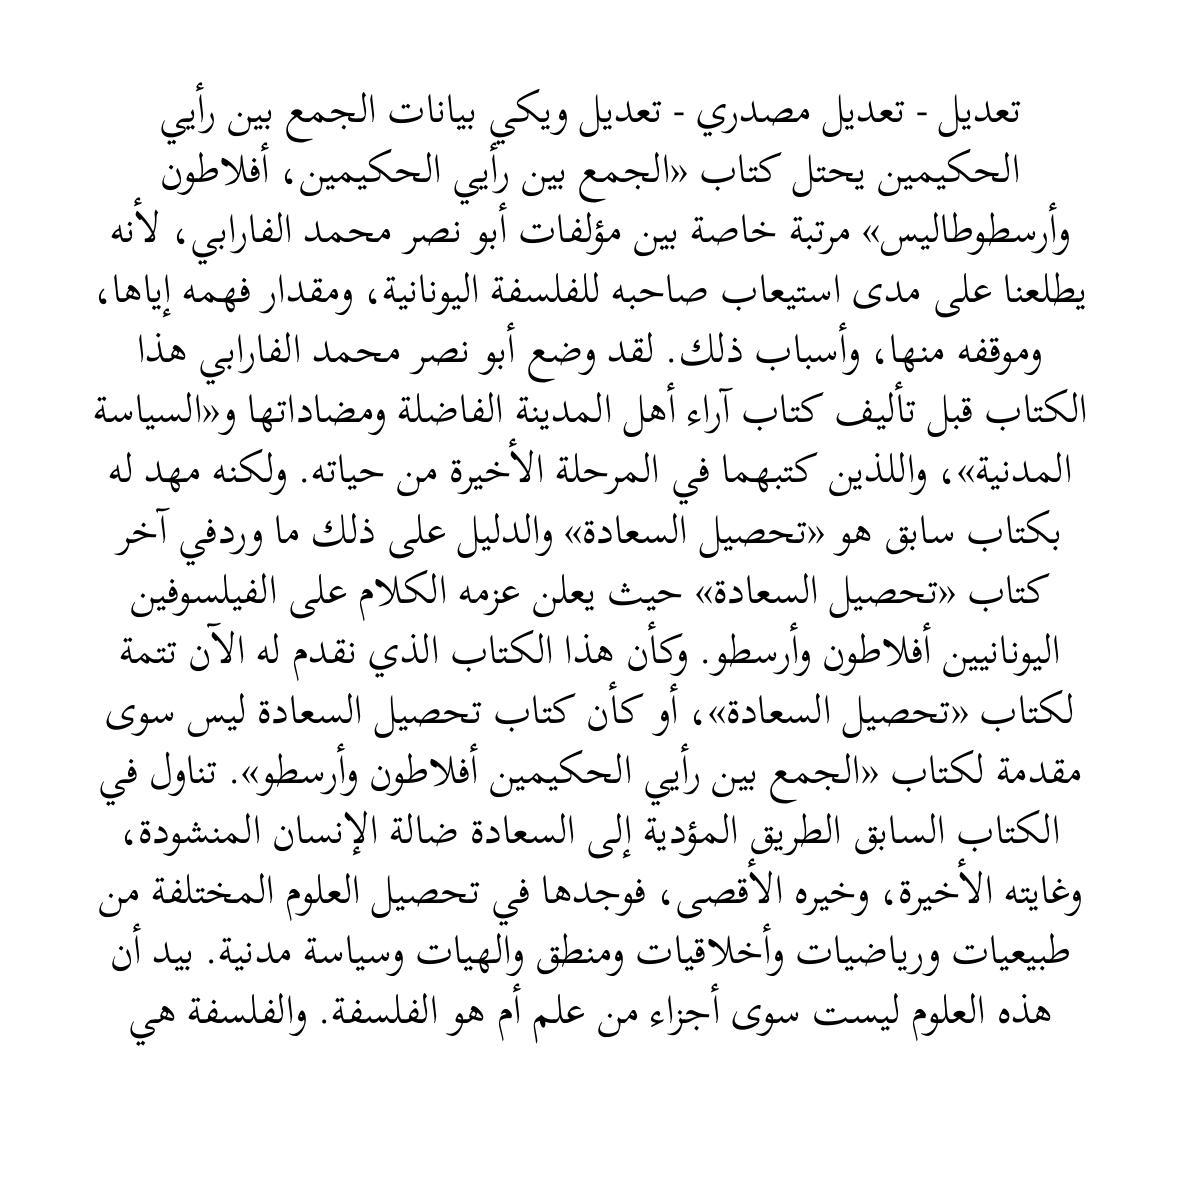 تعديل - تعديل مصدري - تعديل ويكي بيانات الجمع بين رأيي
الحكيمين يحتل كتاب «الجمع بين رأيي الحكيمين، أفلاطون
وأرسطوطاليس» مرتبة خاصة بين مؤلفات أبو نصر محمد الفارابي، لأنه
يطلعنا على مدى استيعاب صاحبه للفلسفة اليونانية، ومقدار فهمه إياها،
وموقفه منها، وأسباب ذلك. لقد وضع أبو نصر محمد الفارابي هذا
الكتاب قبل تأليف كتاب آراء أهل المدينة الفاضلة ومضاداتها و«السياسة
المدنية»، واللذين كتبهما في المرحلة الأخيرة من حياته. ولكنه مهد له
بكتاب سابق هو «تحصيل السعادة» والدليل على ذلك ما وردفي آخر
كتاب «تحصيل السعادة» حيث يعلن عزمه الكلام على الفيلسوفين
اليونانيين أفلاطون وأرسطو. وكأن هذا الكتاب الذي نقدم له الآن تتمة
لكتاب «تحصيل السعادة»، أو كأن كتاب تحصيل السعادة ليس سوى
مقدمة لكتاب «الجمع بين رأيي الحكيمين أفلاطون وأرسطو». تناول في
الكتاب السابق الطريق المؤدية إلى السعادة ضالة الإنسان المنشودة،
وغايته الأخيرة، وخيره الأقصى، فوجدها في تحصيل العلوم المختلفة من
طبيعيات ورياضيات وأخلاقيات ومنطق والهيات وسياسة مدنية. بيد أن
هذه العلوم ليست سوى أجزاء من علم أم هو الفلسفة. والفلسفة هي